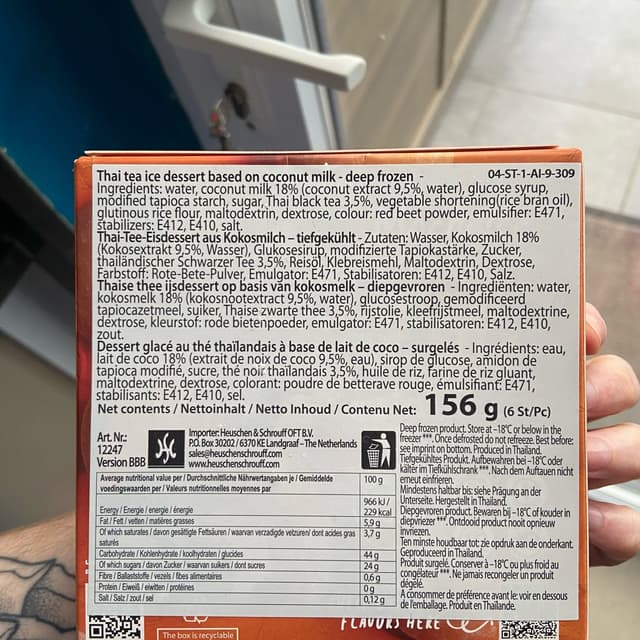 Thai tea ice dessert based on coconut milk - deep frozen - 04-ST-1-AI-9-309
Ingredients: water, coconut milk 18% (coconut extract 9,5%, water), glucose syrup,
modified tapioca starch, sugar, Thai black tea 3,5%, vegetable shortening(rice bran oil),
glutinous rice flour, maltodextrin, dextrose, colour: red beet powder, emulsifier: E471,
stabilizers: E412, E410, salt.
Thai-Tee-Eisdessert aus Kokosmilch – tiefgekühlt - Zutaten: Wasser, Kokosmilch 18%
(Kokosextrakt 9,5%, Wasser), Glukosesirup, modifizierte Tapiokastärke, Zucker,
thailändischer Schwarzer Tee 3,5%, Reisöl, Klebreismehl, Maltodextrin, Dextrose,
Farbstoff: Rote-Bete-Pulver, Emulgator: E471, Stabilisatoren: E412, E410, Salz.
Thaise thee ijsdessert op basis van kokosmelk – diepgevroren - Ingrediënten: water,
kokosmelk 18% (kokosnootextract 9,5%, water), glucosestroop, gemodificeerd
tapiocazetmeel, suiker, Thaise zwarte thee 3,5%, rijstolie, kleefrijstmeel, maltodextrine,
dextrose, kleurstof: rode bietenpoeder, emulgator: E471, stabilisatoren: E412, E410,
zout.
Dessert glacé au thé thaïlandais à base de lait de coco – surgelés - Ingrédients: eau,
lait de coco 18% (extrait de noix de coco 9,5%, eau), sirop de glucose, amidon de
tapioca modifié, sucre, thé noir thaïlandais 3,5%, huile de riz, farine de riz gluant,
maltodextrine, dextrose, colorant: poudre de betterave rouge, émulsifiant: E471,
stabilisants: E412, E410, sel.
Net contents / Nettoinhalt / Netto Inhoud / Contenu Net: 156 g (6 St/Pc)
Art. Nr.:
12247
Version BBB
Importer: Heuschen & Schrouff OFT B.V.
P.O. Box 30202 / 6370 KE Landgraaf – The Netherlands
sales@heuschenschrouff.com
www.heuschenschrouff.com
Average nutritional value per / Durchschnittliche Nährwertangaben je / Gemiddelde
voedingswaarden per / Valeurs nutritionnelles moyennes par 100 g
Energy / Energie / energie / énergie 966 kJ /
229 kcal
Fat / Fett / vetten / matières grasses 5,9 g
Of which saturates / davon gesättigte Fettsäuren / waarvan verzadigde vetzuren/ dont acides gras
saturés 3,7 g
Carbohydrate / Kohlenhydrate / koolhydraten / glucides 44 g
Of which sugars / davon Zucker / waarvan suikers / dont sucres 24 g
Fibre / Ballaststoffe / vezels / fibes alimentaires 0,6 g
Protein / Eiweiß / eiwitten / protéines 0 g
Salt / Salz / zout / sel 0,12 g
Deep frozen product. Store at –18°C or below in the
freezer ***. Once defrosted do not refreeze. Best before:
see imprint on bottom. Produced in Thailand.
Tiefgekühltes Produkt. Aufbewahren bei –18°C oder
kälter im Tiefkühlschrank ***. Nach dem Auftauen nicht
erneut einfrieren.
Mindestens haltbar bis: siehe Prägung an der
Unterseite. Hergestellt in Thailand.
Diepgevroren product. Bewaren bij –18°C of kouder in
diepvriezer ***. Ontdooid product nooit opnieuw
invriezen.
Ten minste houdbaar tot: zie opdruk aan de onderkant.
Geproduceerd in Thailand.
Produit surgelé. Conserver à –18°C ou plus froid au
congélateur ***. Ne jamais recongeler un produit
dégelé.
A consommer de préférence avant le: voir en dessous
de l'emballage. Produit en Thaïlande.
The box is recyclable
FLAVOURS HERE